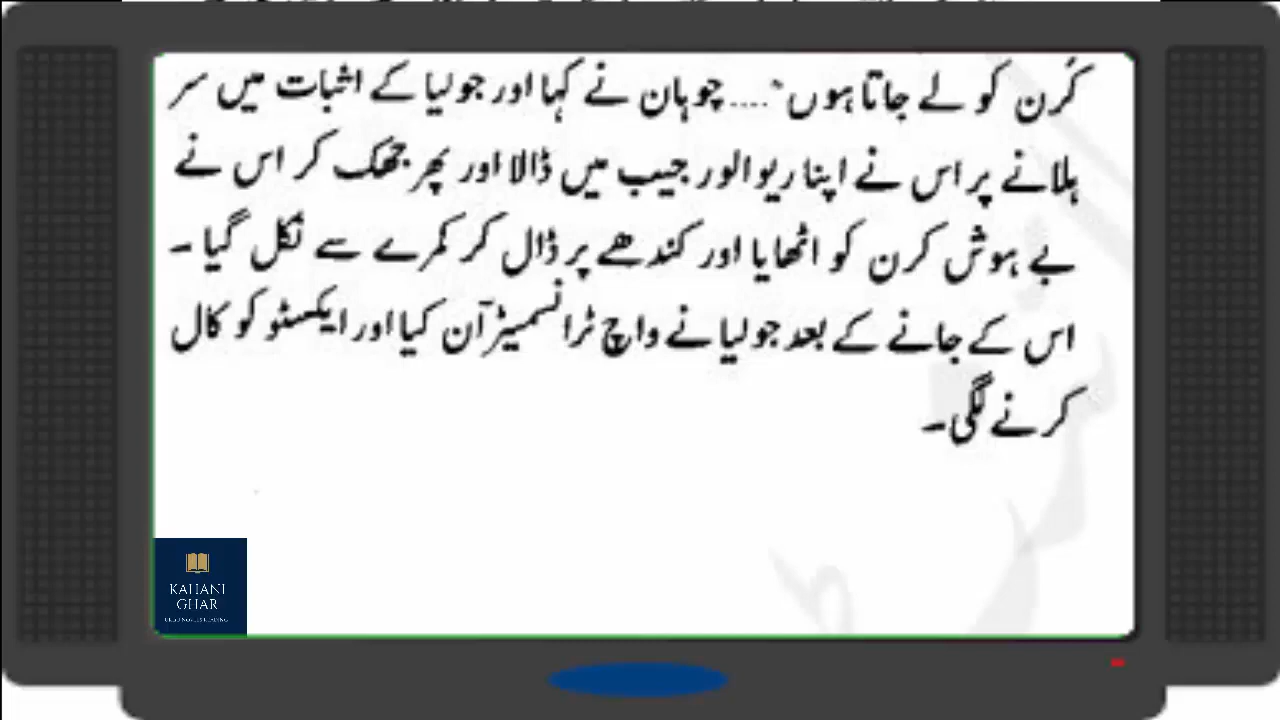 کرن کو لے جاتا ہوں".... چوہان نے کہا اور جولیا کے اثبات میں سر
ہلانے پر اس نے اپنا ریوالور جیب میں ڈالا اور پھر جھک کر اس نے
بے ہوش کرن کو اٹھایا اور کندھے پر ڈال کر کمرے سے نکل گیا۔
اس کے جانے کے بعد جولیا نے واچ ٹرانسمیٹر آن کیا اور ایکسٹو کو کال
کرنے لگی۔
KAHANI
GHAR
URDU NOVELS READING